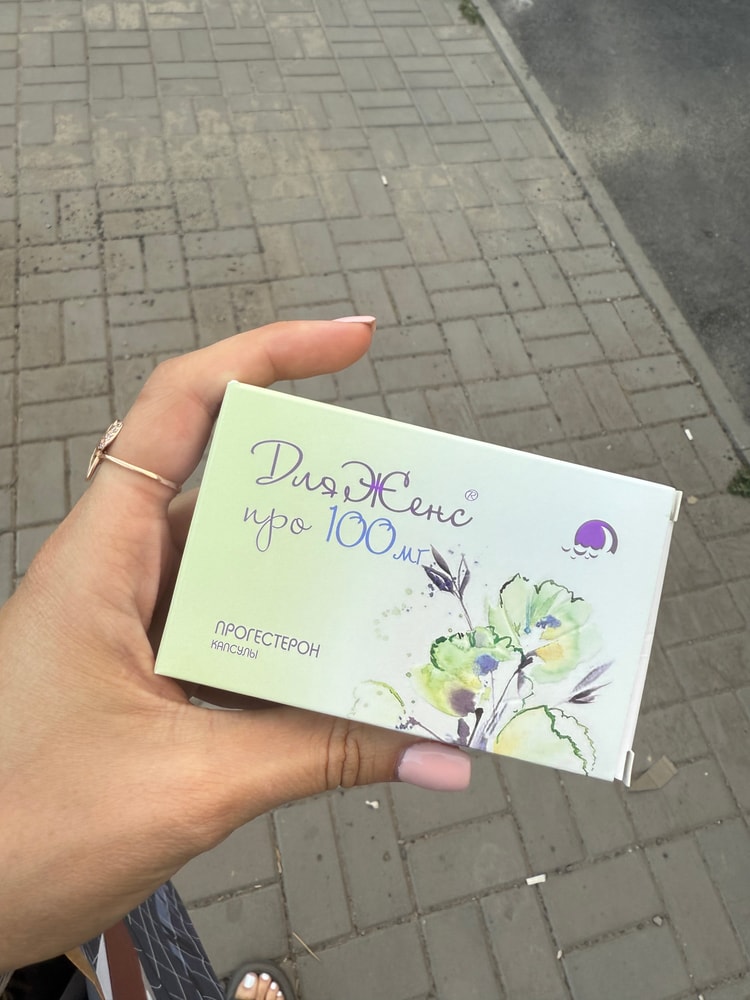 ДляЖенс®
про 100мг
ПРОГЕСТЕРОН
КАПСУЛЫ